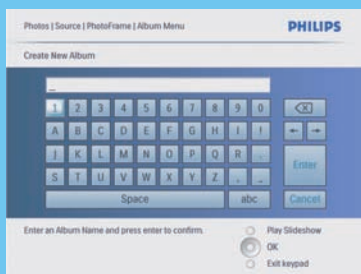 Photos | Source | PhotoFrame | Album Menu PHILIPS
Create New Album
_
1 2 3 4 5 6 7 8 9 0
A B C D E F G H I !
J K L M N O P Q R .
S T U V W X Y Z , _
Space abc
Enter
Cancel
Enter an Album Name and press enter to confirm.
Play Slideshow
OK
Exit keypad